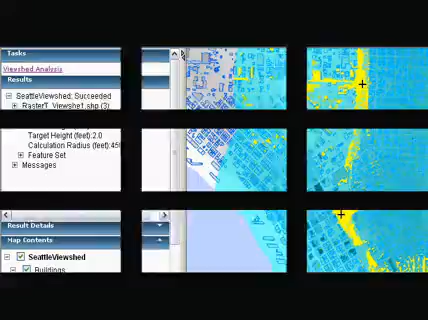 Tasks
Viewshed Analysis
Results
SeattleViewshed; Succeeded
RasterT_Viewshe1.shp (3)
Target Height (feet):2.0
Calculation Radius (feet):45
Feature Set
Messages
Result Details
Map Contents
SeattleViewshed
Buildings